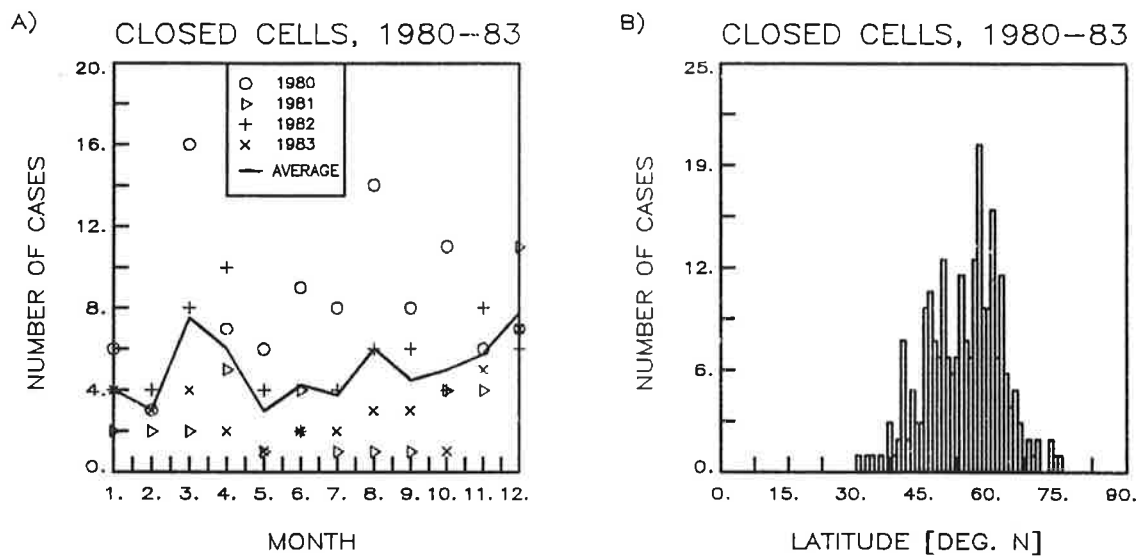 A)
CLOSED CELLS, 1980-83
20.
16.
12.
8.
4.
0.
NUMBER OF CASES
1980
1981
1982
1983
AVERAGE
1. 2. 3. 4. 5. 6. 7. 8. 9. 10. 11. 12.
MONTH
B)
CLOSED CELLS, 1980-83
25.
19.
12.
6.
0.
NUMBER OF CASES
0. 15. 30. 45. 60. 75. 90.
LATITUDE [DEG. N]